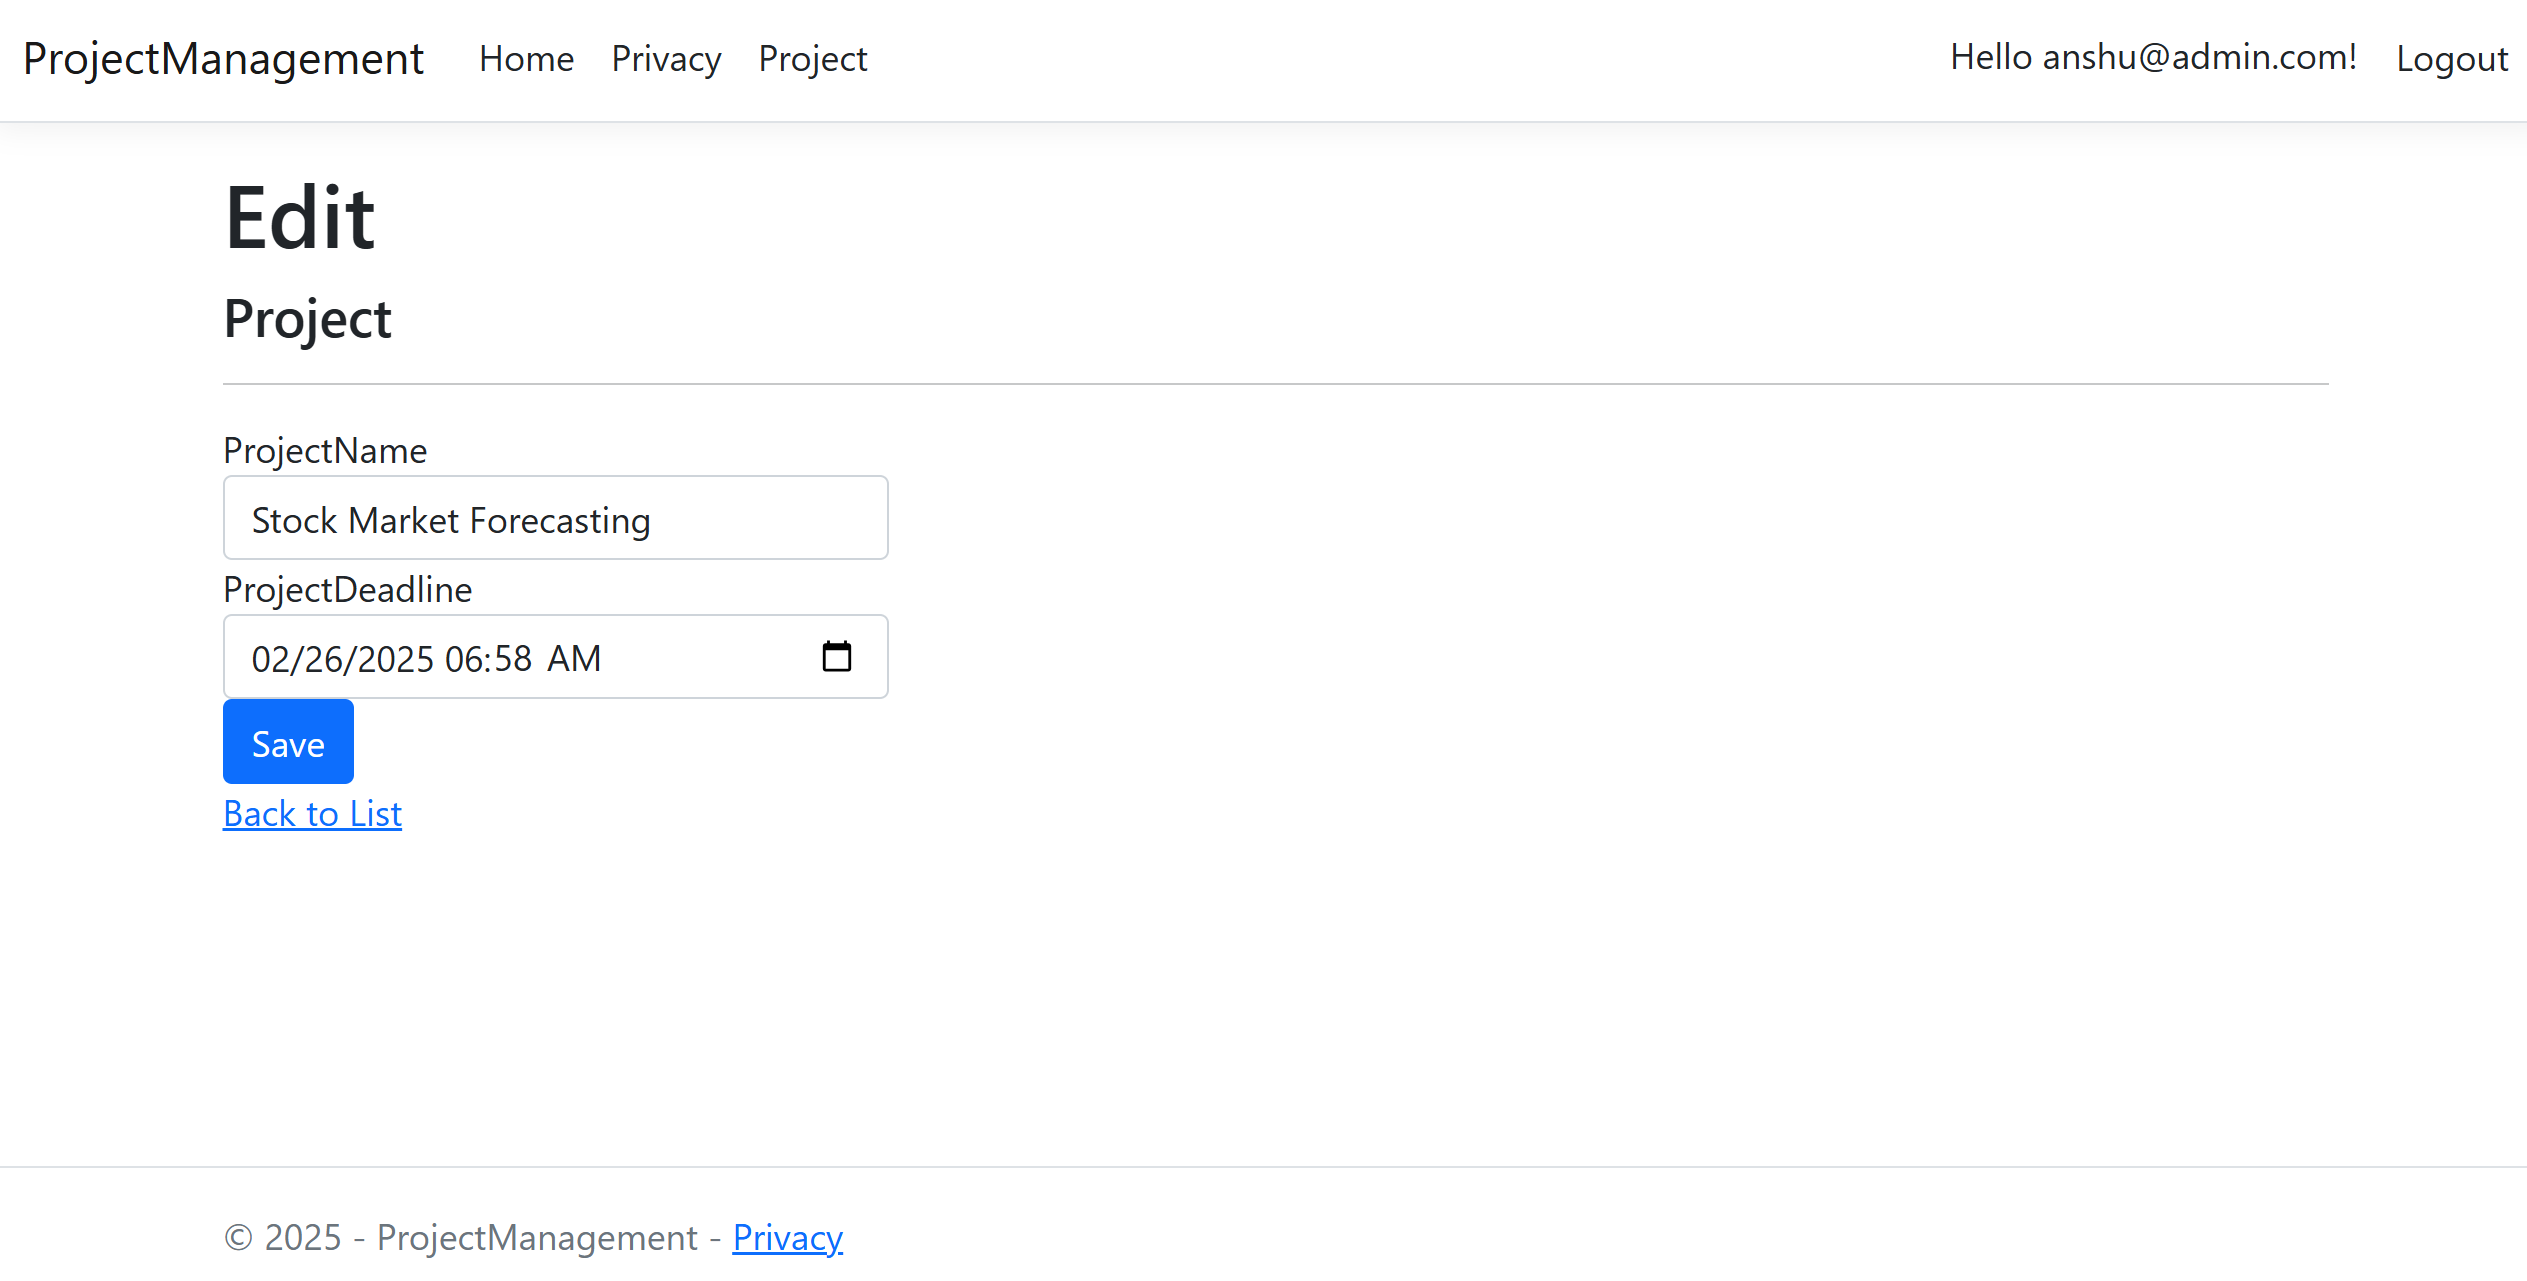 ProjectManagement Home Privacy Project Hello anshu@admin.com! Logout
Edit
Project
ProjectName
Stock Market Forecasting
ProjectDeadline
02/26/2025 06:58 AM
Save
Back to List
© 2025 - ProjectManagement - Privacy